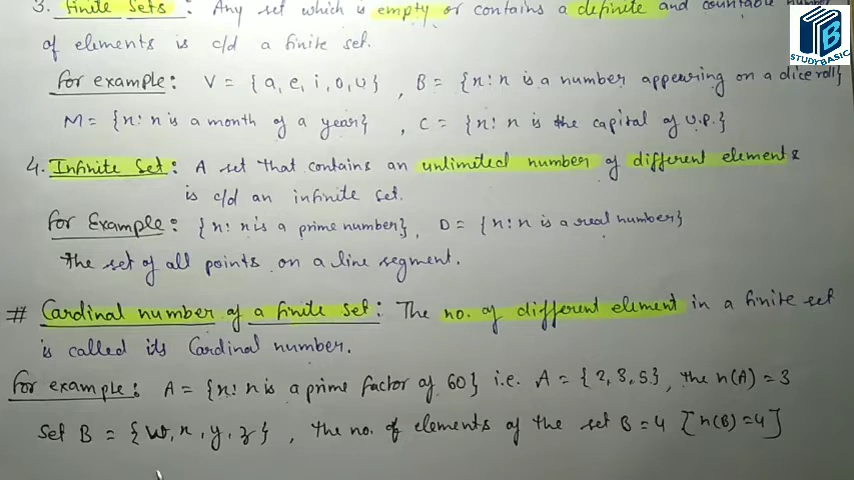 3. Finite Sets : Any set which is empty or contains a definite and countable number
of elements is c/d a finite set.
For example : V = { a, e, i, o, u } , B = {x: x is a number appearing on a dice roll}
M = {x: x is a month of a year} , C = {x: x is the capital of U.P.}
4. Infinite Set : A set that contains an unlimited number of different elements
is c/d an infinite set.
For Example : {x: x is a prime number}, D = {x: x is a real number}
The set of all points on a line segment.
# Cardinal number of a finite set : The no. of different element in a finite set
is called its Cardinal number.
For example : A = {x: x is a prime factor of 60} i.e. A = {2, 3, 5}, the n(A) = 3
Set B = {w, x, y, z} , the no. of elements of the set B = 4 [n(B) = 4]
STUDY BASIC